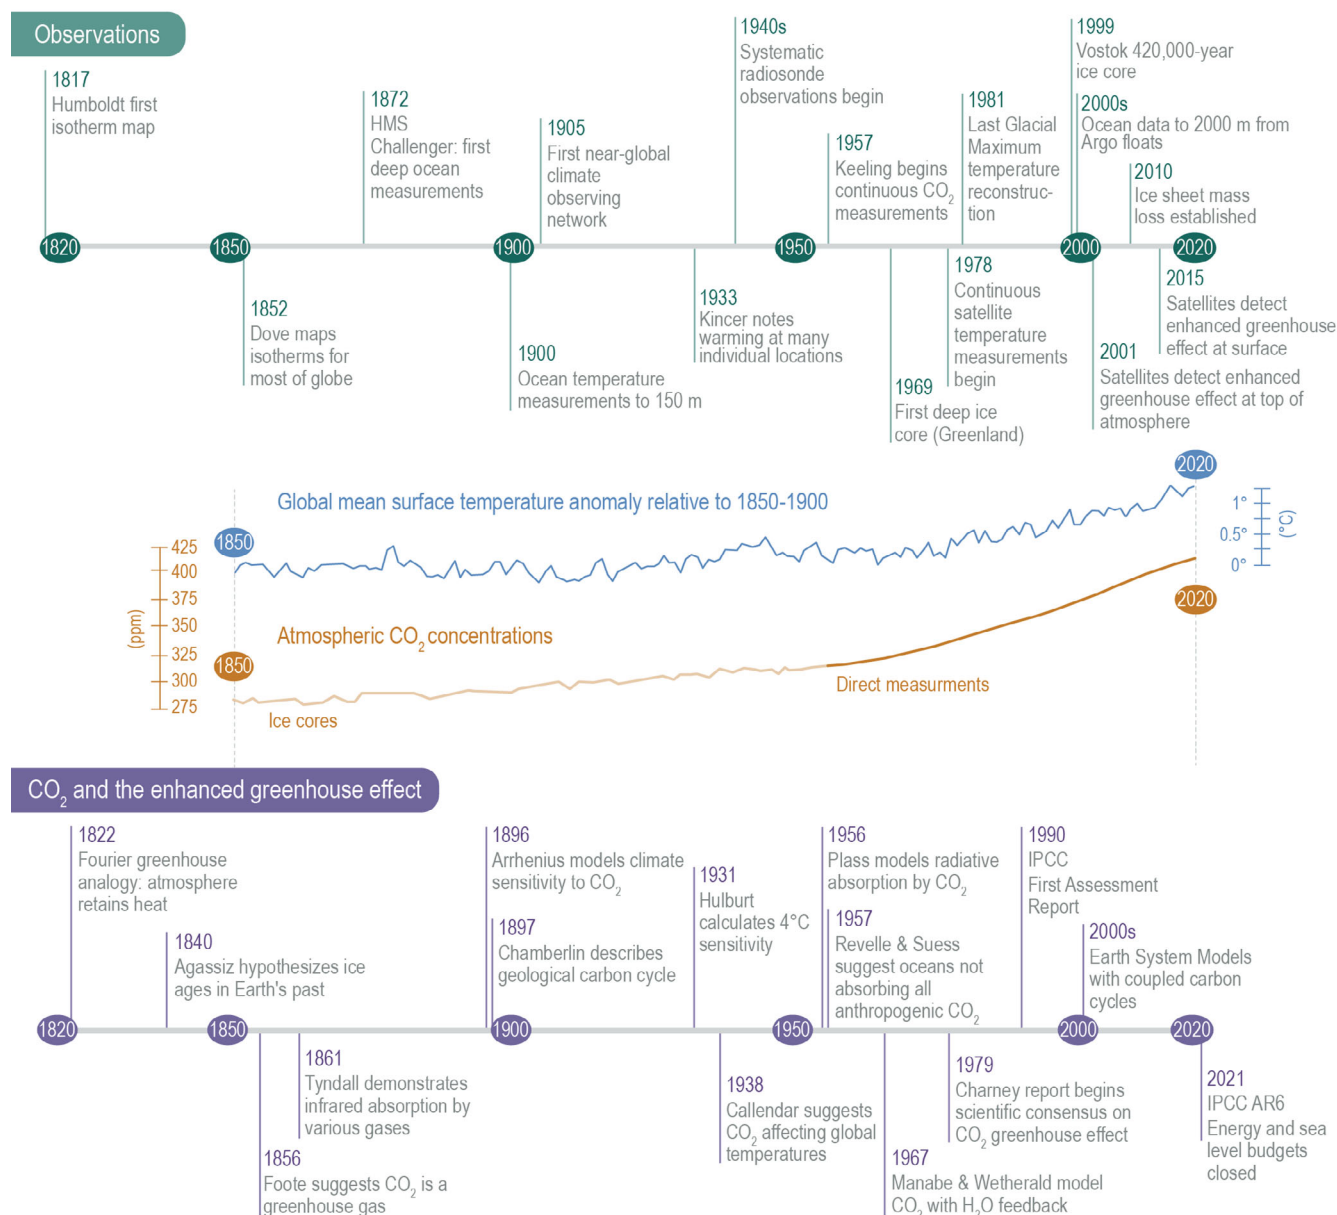 Observations
1817
Humboldt first
isotherm map
1872
HMS
Challenger: first
deep ocean
measurements
1905
First near-global
climate
observing
network
1940s
Systematic
radiosonde
observations begin
1957
Keeling begins
continuous CO₂
measurements
1981
Last Glacial
Maximum
temperature
reconstruc-
tion
1999
Vostok 420,000-year
ice core
2000s
Ocean data to 2000 m from
Argo floats
2010
Ice sheet mass
loss established
1820
1850
1900
1950
2000
2020
1852
Dove maps
isotherms for
most of globe
1900
Ocean temperature
measurements to 150 m
1933
Kincer notes
warming at many
individual locations
1969
First deep ice
core (Greenland)
1978
Continuous
satellite
temperature
measurements
begin
2001
Satellites detect enhanced
greenhouse effect at top of
atmosphere
2015
Satellites detect
enhanced greenhouse
effect at surface
Global mean surface temperature anomaly relative to 1850-1900
1850
2020
1°
0.5°
0°
(°C)
425
400
375
350
325
300
275
(ppm)
Atmospheric CO₂ concentrations
1850
2020
Ice cores
Direct measurments
CO₂ and the enhanced greenhouse effect
1822
Fourier greenhouse
analogy: atmosphere
retains heat
1840
Agassiz hypothesizes ice
ages in Earth's past
1896
Arrhenius models climate
sensitivity to CO₂
1897
Chamberlin describes
geological carbon cycle
1931
Hulburt
calculates 4°C
sensitivity
1956
Plass models radiative
absorption by CO₂
1957
Revelle & Suess
suggest oceans not
absorbing all
anthropogenic CO₂
1990
IPCC
First Assessment
Report
2000s
Earth System Models
with coupled carbon
cycles
1820
1850
1900
1950
2000
2020
1861
Tyndall demonstrates
infrared absorption by
various gases
1856
Foote suggests CO₂ is a
greenhouse gas
1938
Callendar suggests
CO₂ affecting global
temperatures
1979
Charney report begins
scientific consensus on
CO₂ greenhouse effect
1967
Manabe & Wetherald model
CO₂ with H₂O feedback
2021
IPCC AR6
Energy and sea
level budgets
closed